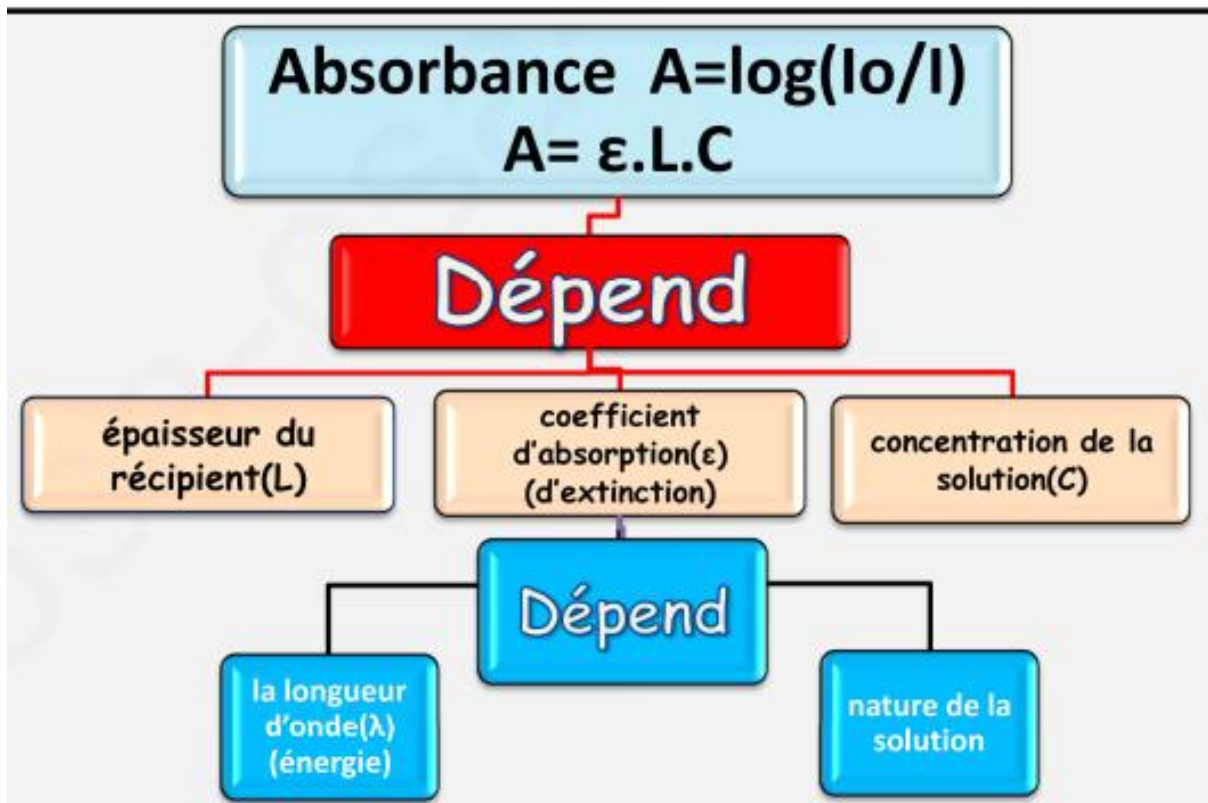 Absorbance A=log(Io/I)
A= ε.L.C
Dépend
épaisseur du
récipient(L)
coefficient
d'absorption(ε)
(d'extinction)
concentration de la
solution(C)
Dépend
la longueur
d'onde(λ)
(énergie)
nature de la
solution